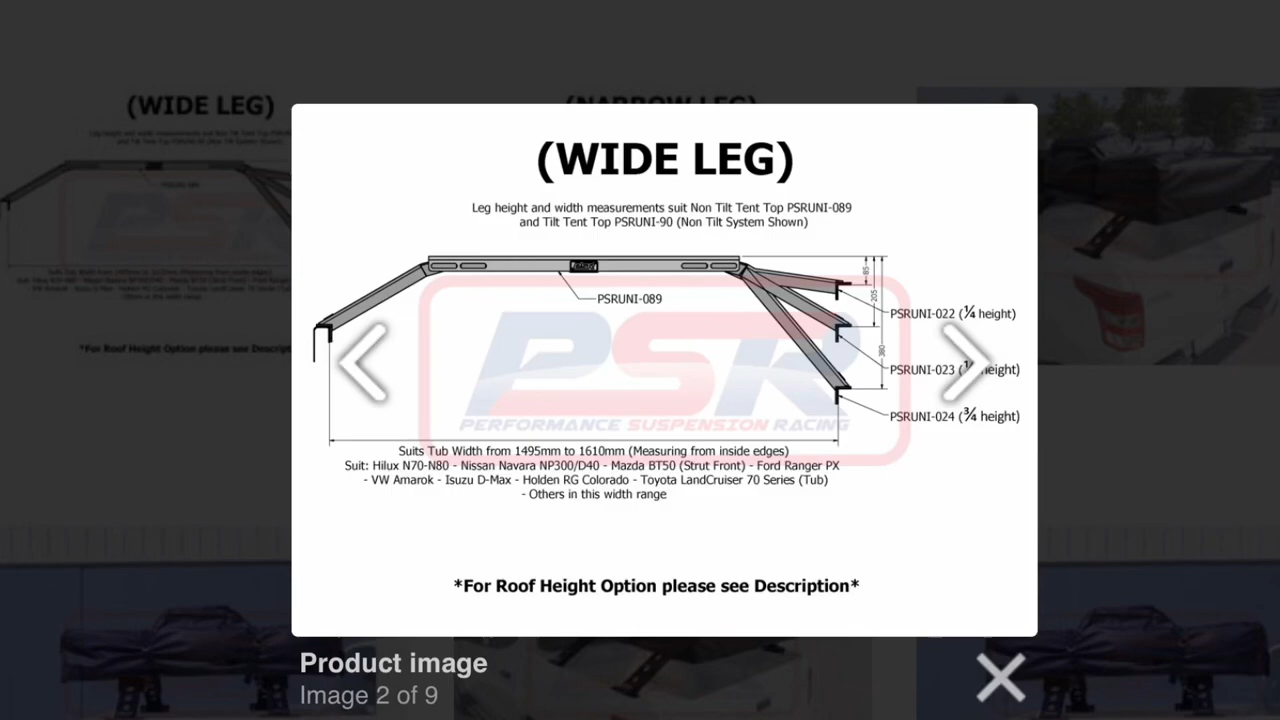 (WIDE LEG)
(WIDE LEG)
Leg height and width measurements suit Non Tilt Tent Top PSRUNI-089
and Tilt Tent Top PSRUNI-90 (Non Tilt System Shown)
85
205
380
PSRUNI-089
PSRUNI-022 (¼ height)
PSR
PSRUNI-023 ( height)
PSRUNI-024 (¾ height)
PERFORMANCE SUSPENSION RACING
Suits Tub Width from 1495mm to 1610mm (Measuring from inside edges)
Suit: Hilux N70-N80 - Nissan Navara NP300/D40 - Mazda BT50 (Strut Front) - Ford Ranger PX
- VW Amarok - Isuzu D-Max - Holden RG Colorado - Toyota LandCruiser 70 Series (Tub)
- Others in this width range
*For Roof Height Option please see Descript
*For Roof Height Option please see Description*
Product image
Image 2 of 9